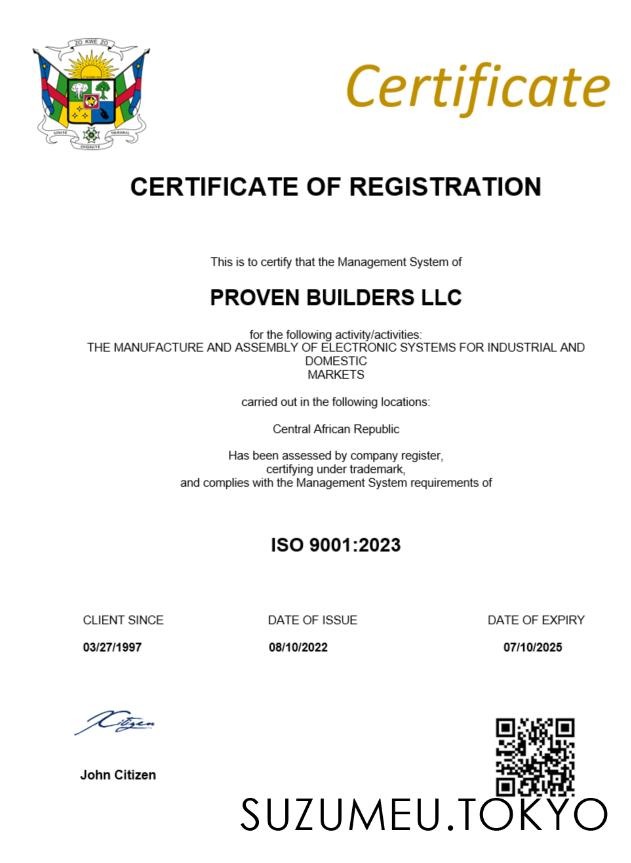 ZO KWE ZO
Certificate
UNITÉ
TRAVAIL
DIGNITÉ
CERTIFICATE OF REGISTRATION
This is to certify that the Management System of
PROVEN BUILDERS LLC
for the following activity/activities:
THE MANUFACTURE AND ASSEMBLY OF ELECTRONIC SYSTEMS FOR INDUSTRIAL AND
DOMESTIC
MARKETS
carried out in the following locations:
Central African Republic
Has been assessed by company register,
certifying under trademark,
and complies with the Management System requirements of
ISO 9001:2023
CLIENT SINCE DATE OF ISSUE DATE OF EXPIRY
03/27/1997 08/10/2022 07/10/2025
Citizen
John Citizen
SUZUMEU.TOKYO